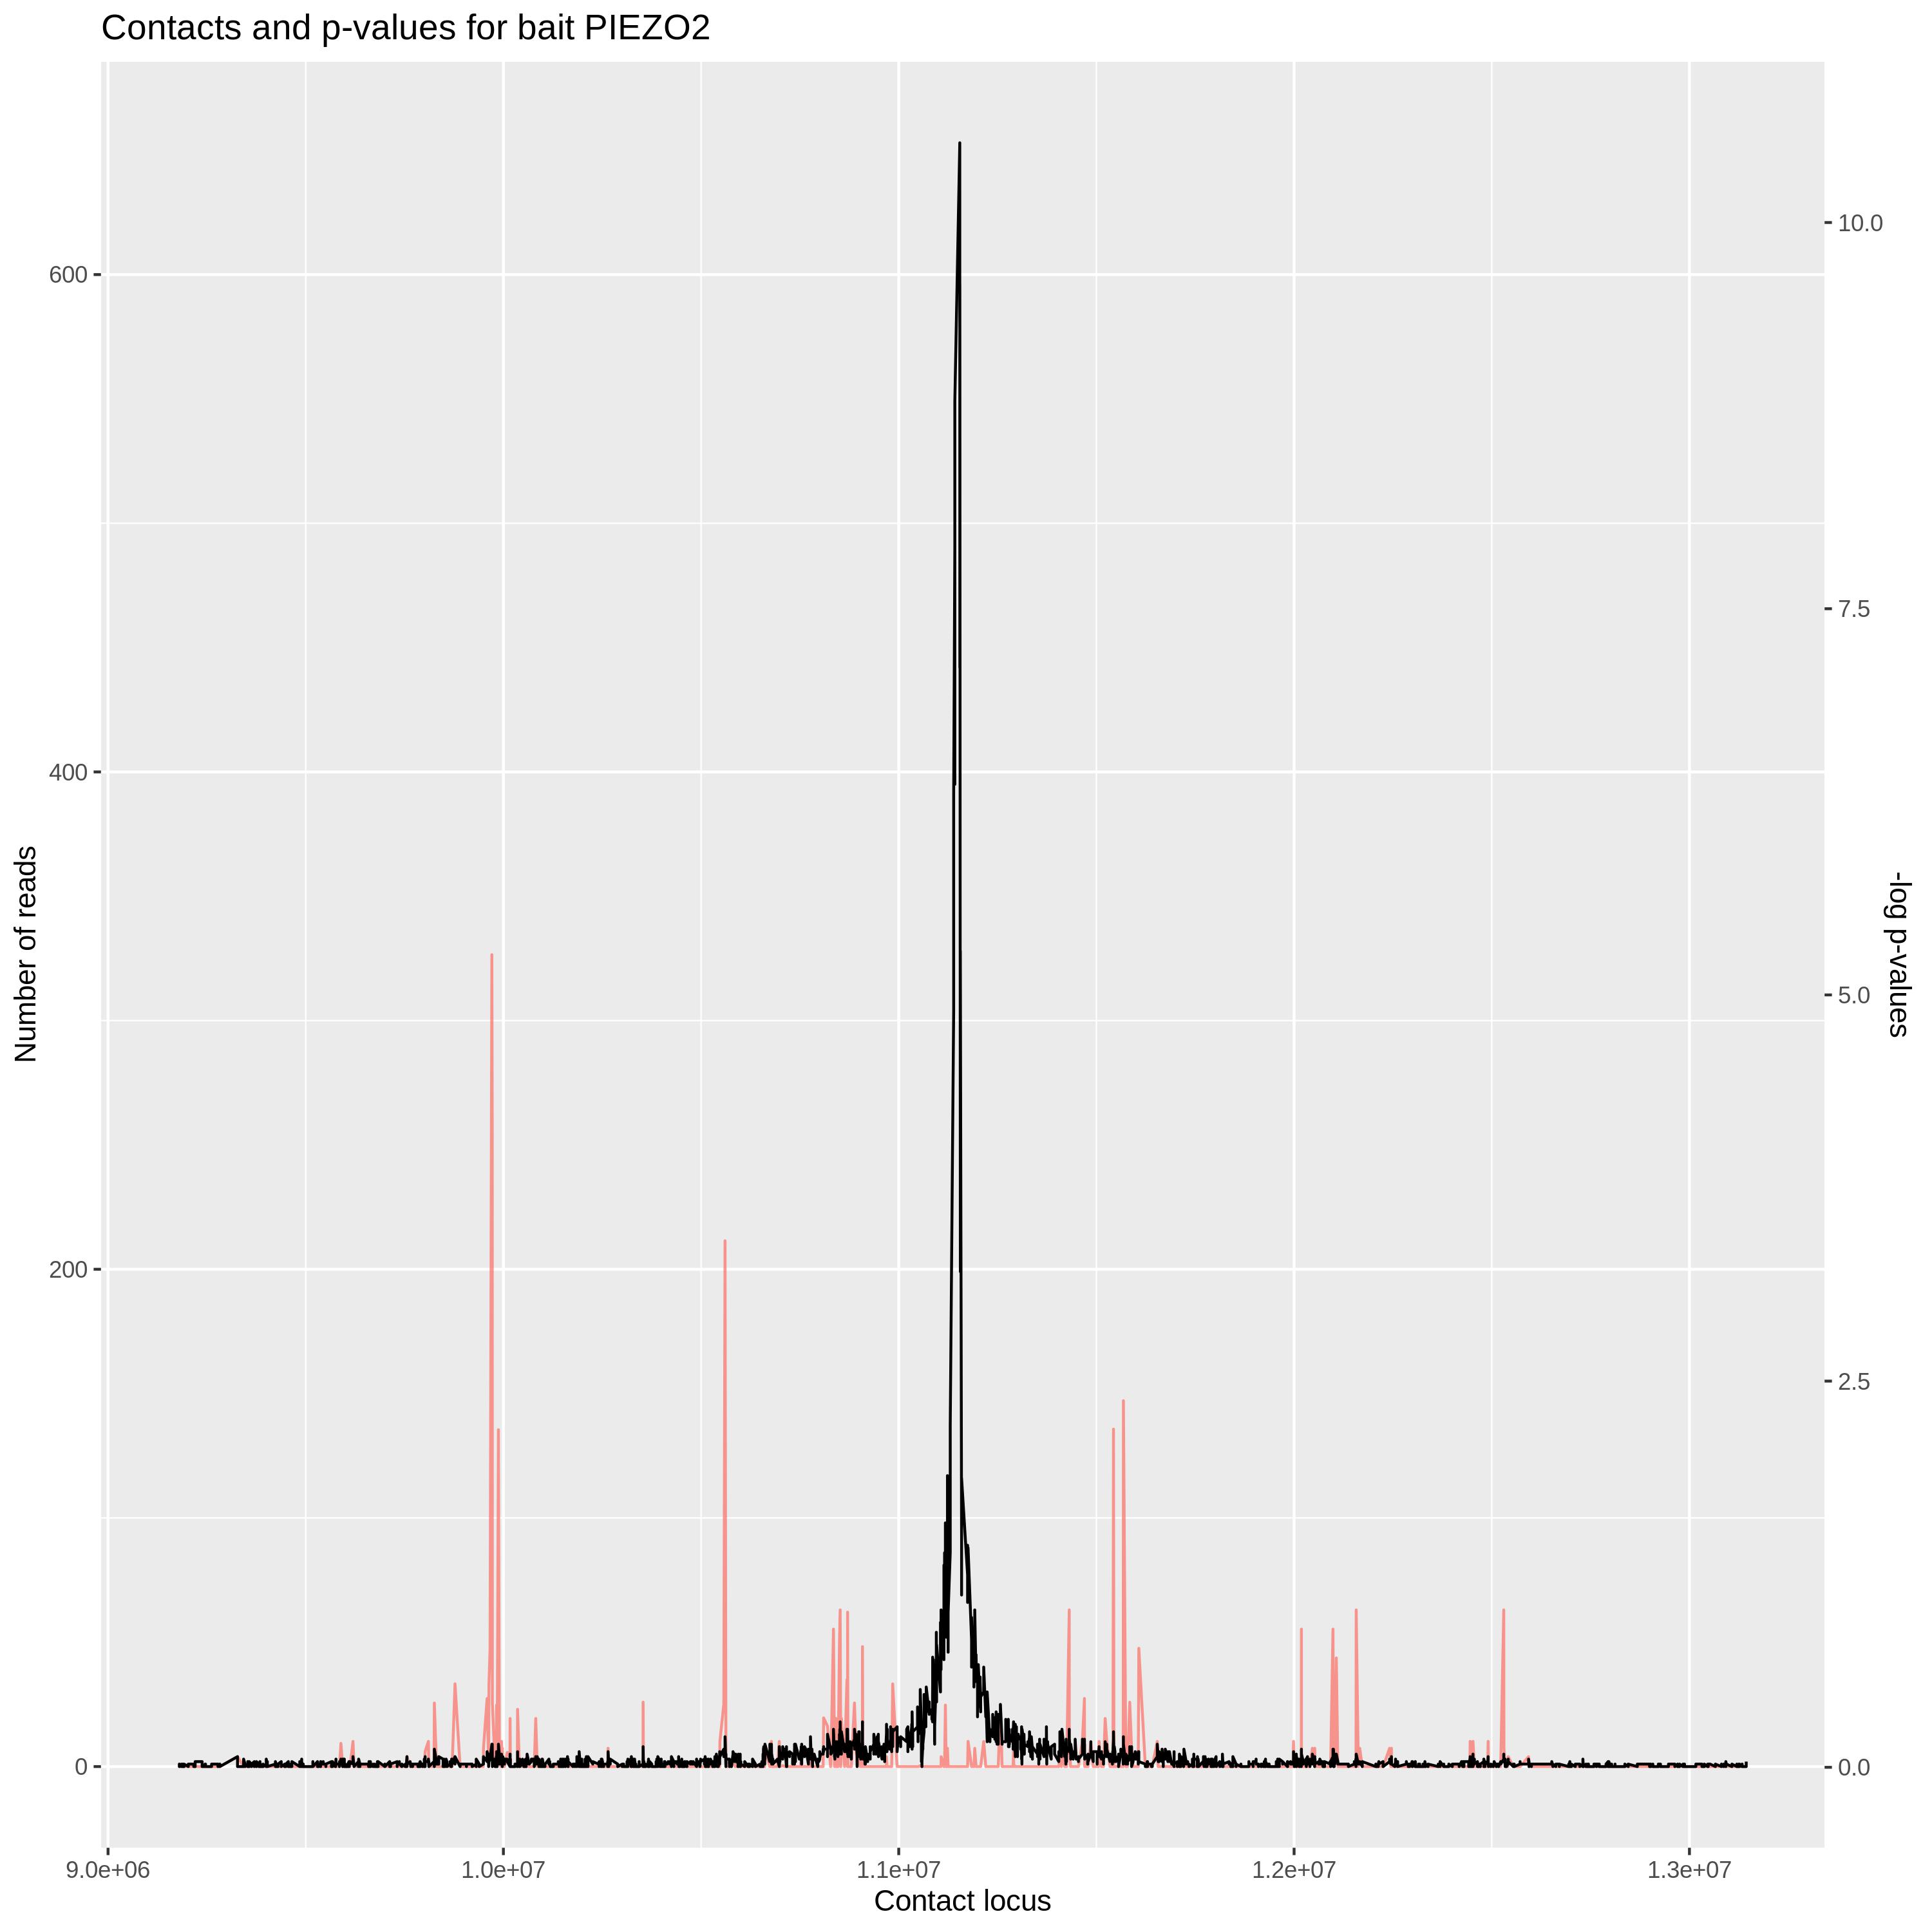 Contacts and p-values for bait PIEZO2
600
400
200
0
Number of reads
10.0
7.5
5.0
2.5
0.0
-log p-values
9.0e+06 1.0e+07 1.1e+07 1.2e+07 1.3e+07
Contact locus